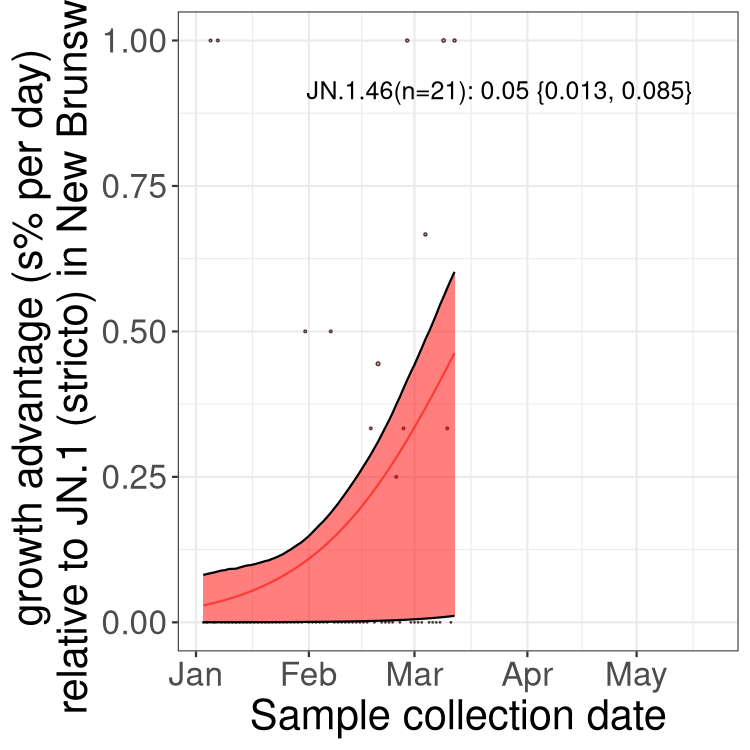 growth advantage (s% per day)
relative to JN.1 (stricto) in New Brunsw
1.00
0.75
0.50
0.25
0.00
JN.1.46(n=21): 0.05 {0.013, 0.085}
Jan Feb Mar Apr May
Sample collection date